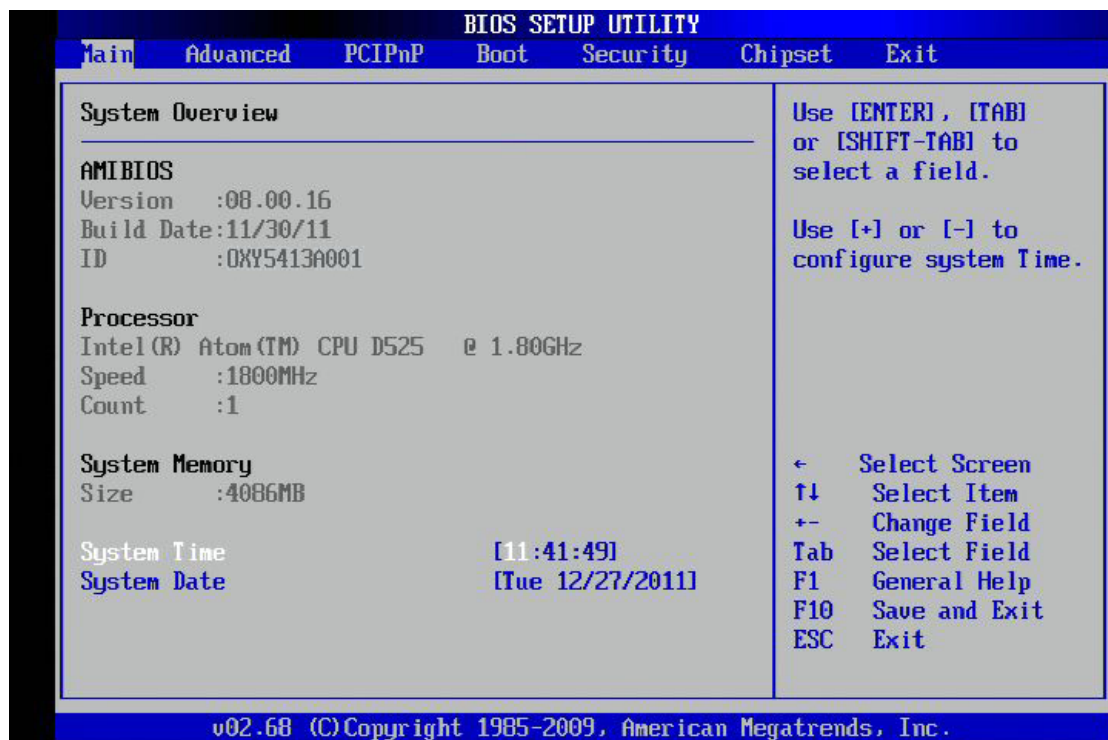 BIOS SETUP UTILITY
Main Advanced PCIPnP Boot Security Chipset Exit
System Overview
AMIBIOS
Version :08.00.16
Build Date:11/30/11
ID :OXY5413A001
Processor
Intel(R) Atom(TM) CPU D525 @ 1.80GHz
Speed :1800MHz
Count :1
System Memory
Size :4086MB
System Time [11:41:49]
System Date [Tue 12/27/2011]
Use [ENTER], [TAB]
or [SHIFT-TAB] to
select a field.
Use [+] or [-] to
configure system Time.
← Select Screen
↑↓ Select Item
+- Change Field
Tab Select Field
F1 General Help
F10 Save and Exit
ESC Exit
v02.68 (C)Copyright 1985-2009, American Megatrends, Inc.